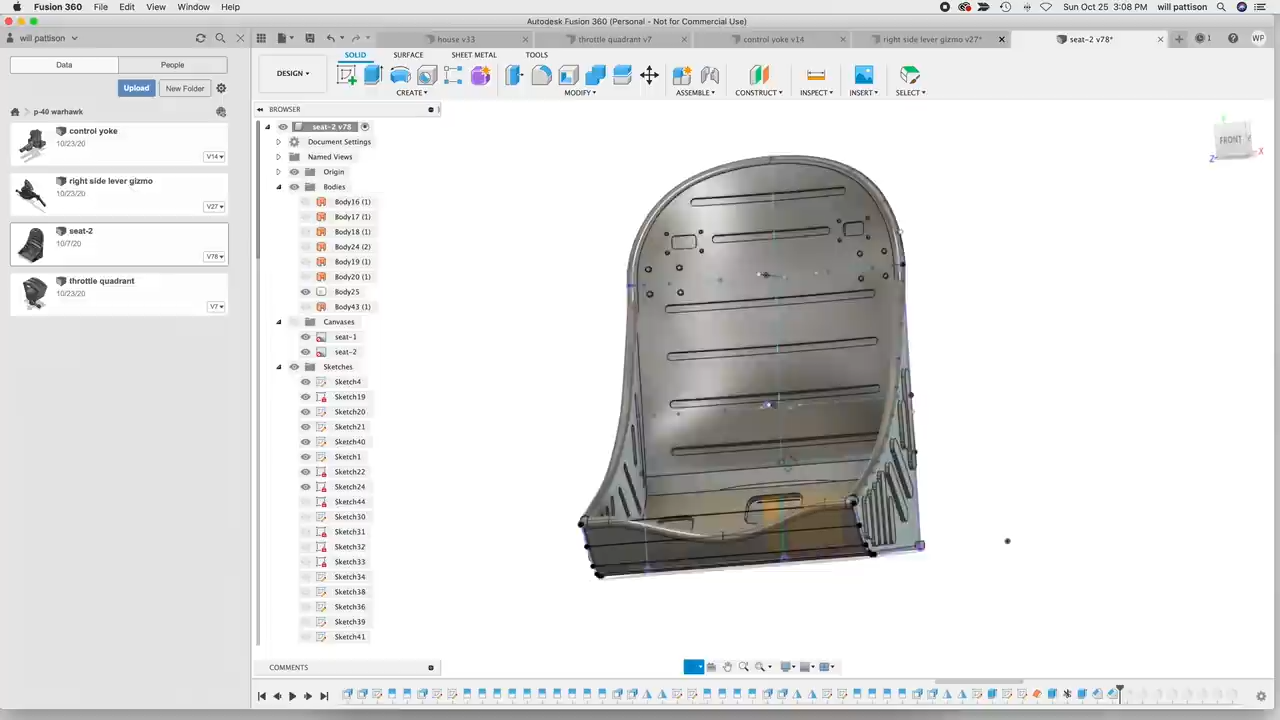 Fusion 360 File Edit View Window Help Sun Oct 25 3:08 PM will pattison
Autodesk Fusion 360 (Personal - Not for Commercial Use)
will pattison house v33 throttle quadrant v7 control yoke v14 right side lever gizmo v27* seat-2 v78* 1 WP
Data People
SOLID SURFACE SHEET METAL TOOLS
DESIGN
Upload New Folder
CREATE MODIFY ASSEMBLE CONSTRUCT INSPECT INSERT SELECT
p-40 warhawk
BROWSER
control yoke
10/23/20
V14
right side lever gizmo
10/23/20
V27
seat-2
10/7/20
V78
throttle quadrant
10/23/20
V7
seat-2 v78
Document Settings
Named Views
Origin
Bodies
Body16 (1)
Body17 (1)
Body18 (1)
Body24 (2)
Body19 (1)
Body20 (1)
Body25
Body43 (1)
Canvases
seat-1
seat-2
Sketches
Sketch4
Sketch19
Sketch20
Sketch21
Sketch40
Sketch1
Sketch22
Sketch24
Sketch44
Sketch30
Sketch31
Sketch32
Sketch33
Sketch34
Sketch38
Sketch36
Sketch39
Sketch41
FRONT
X
Z
COMMENTS